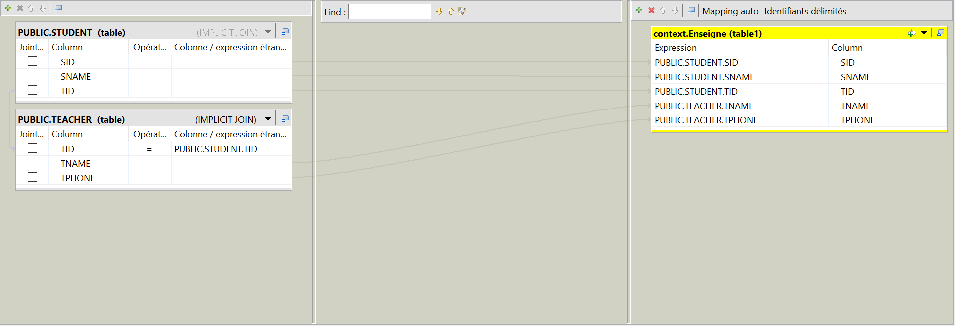 Find :
Mapping auto Identifiants délimités
PUBLIC.STUDENT (table) (IMPLICIT JOIN)
Joint... Column Opérat... Colonne / expression étran...
SID
SNAME
TID
PUBLIC.TEACHER (table) (IMPLICIT JOIN)
Joint... Column Opérat... Colonne / expression étran...
TID = PUBLIC.STUDENT.TID
TNAME
TPHONE
context.Enseigne (table1)
Expression Column
PUBLIC.STUDENT.SID SID
PUBLIC.STUDENT.SNAME SNAME
PUBLIC.STUDENT.TID TID
PUBLIC.TEACHER.TNAME TNAME
PUBLIC.TEACHER.TPHONE TPHONE